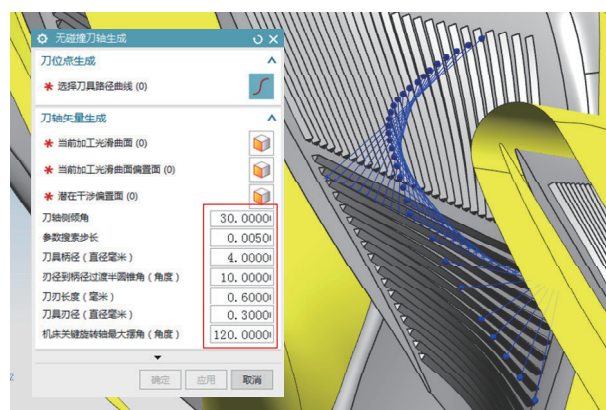 无碰撞刀轴生成
刀位点生成
* 选择刀具路径曲线 (0)
刀轴矢量生成
* 当前加工光滑曲面 (0)
* 当前加工光滑曲面偏置面 (0)
* 潜在干涉偏置面 (0)
刀轴侧倾角 30.0000
参数搜素步长 0.0050
刀具柄径（直径毫米） 4.0000
刃径到柄径过渡半圆锥角（角度） 10.0000
刀刃长度（毫米） 0.6000
刀具刃径（直径毫米） 0.3000
机床关键旋转轴最大摆角（角度） 120.0000
确定 应用 取消
Z